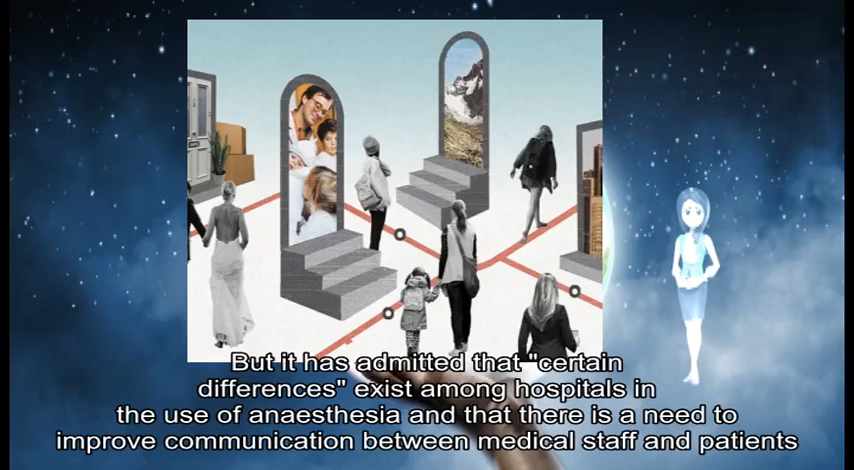 But it has admitted that "certain
differences" exist among hospitals in
the use of anaesthesia and that there is a need to
improve communication between medical staff and patients